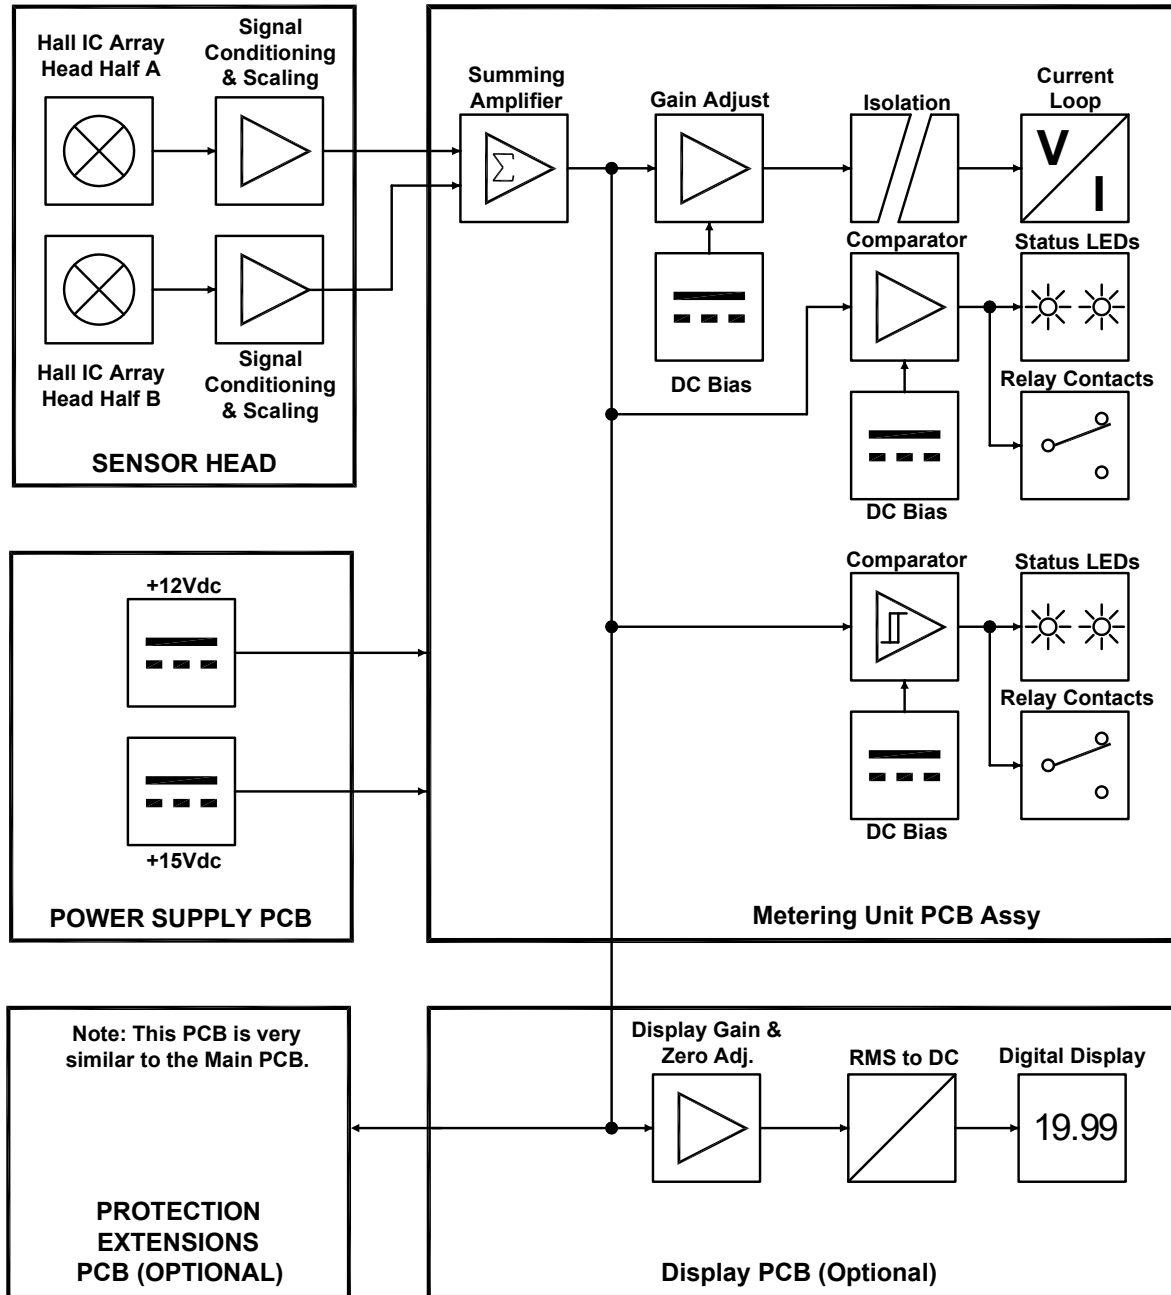 Hall IC Array
Head Half A
Signal
Conditioning
& Scaling
Hall IC Array
Head Half B
Signal
Conditioning
& Scaling
SENSOR HEAD
Summing
Amplifier
Σ
Gain Adjust
DC Bias
Isolation
Current
Loop
V
I
Comparator
DC Bias
Status LEDs
Relay Contacts
Comparator
DC Bias
Status LEDs
Relay Contacts
Metering Unit PCB Assy
+12Vdc
+15Vdc
POWER SUPPLY PCB
Note: This PCB is very
similar to the Main PCB.
PROTECTION
EXTENSIONS
PCB (OPTIONAL)
Display Gain &
Zero Adj.
RMS to DC
Digital Display
19.99
Display PCB (Optional)